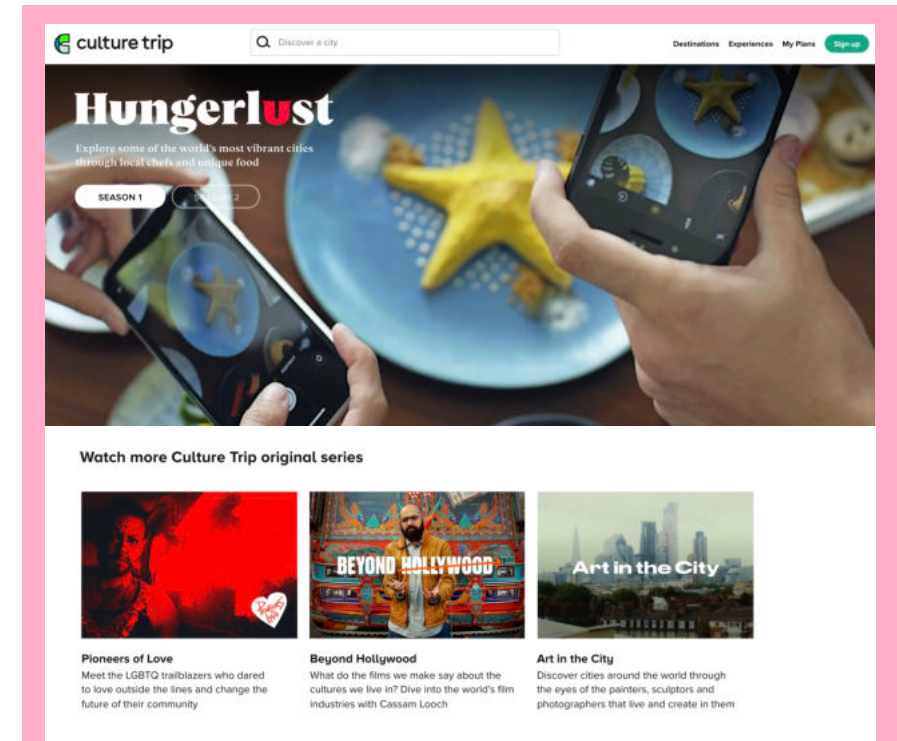 culture trip
Discover a city
Destinations Experiences My Plans Sign up
Hungerlust
Explore some of the world's most vibrant cities
through local chefs and unique food
SEASON 1
Watch more Culture Trip original series
BEYOND HOLLYWOOD
Art in the City
Pioneers of Love
Meet the LGBTQ trailblazers who dared
to love outside the lines and change the
future of their community
Beyond Hollywood
What do the films we make say about the
cultures we live in? Dive into the world's film
industries with Cassam Looch
Art in the City
Discover cities around the world through
the eyes of the painters, sculptors and
photographers that live and create in them